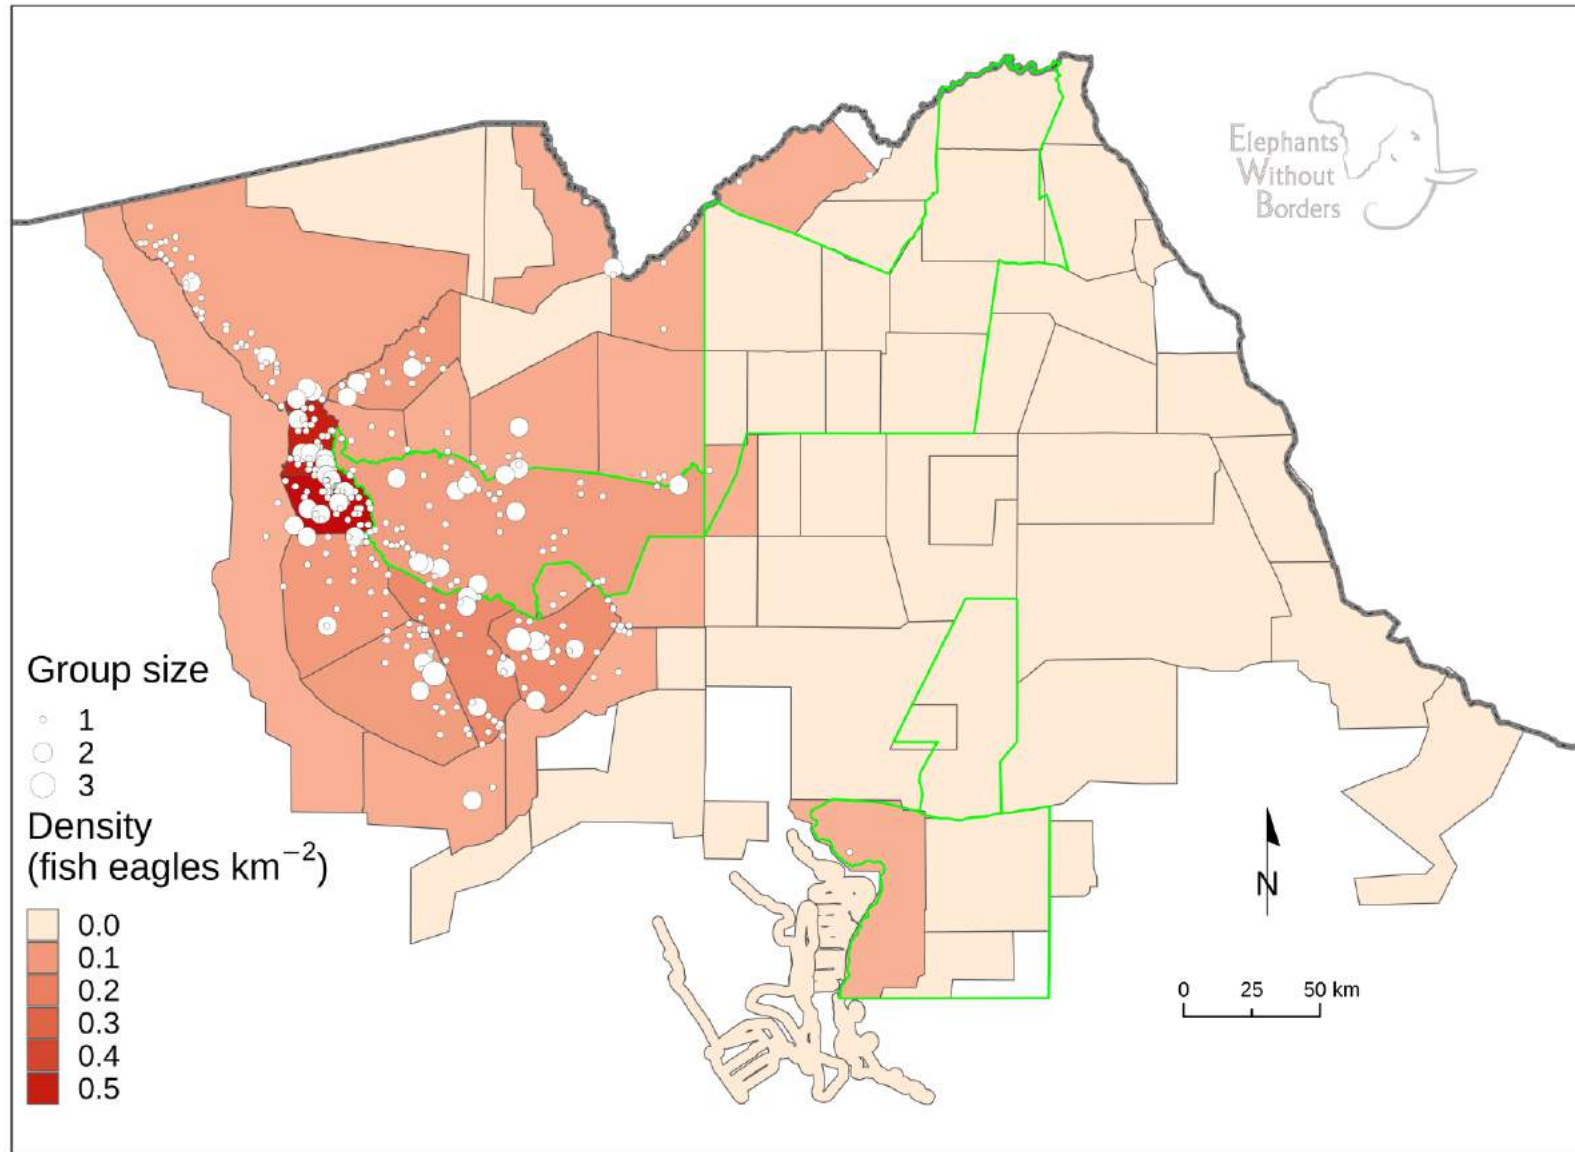 Elephants
Without
Borders
Group size
1
2
3
Density
(fish eagles km⁻²)
0.0
0.1
0.2
0.3
0.4
0.5
N
0 25 50 km